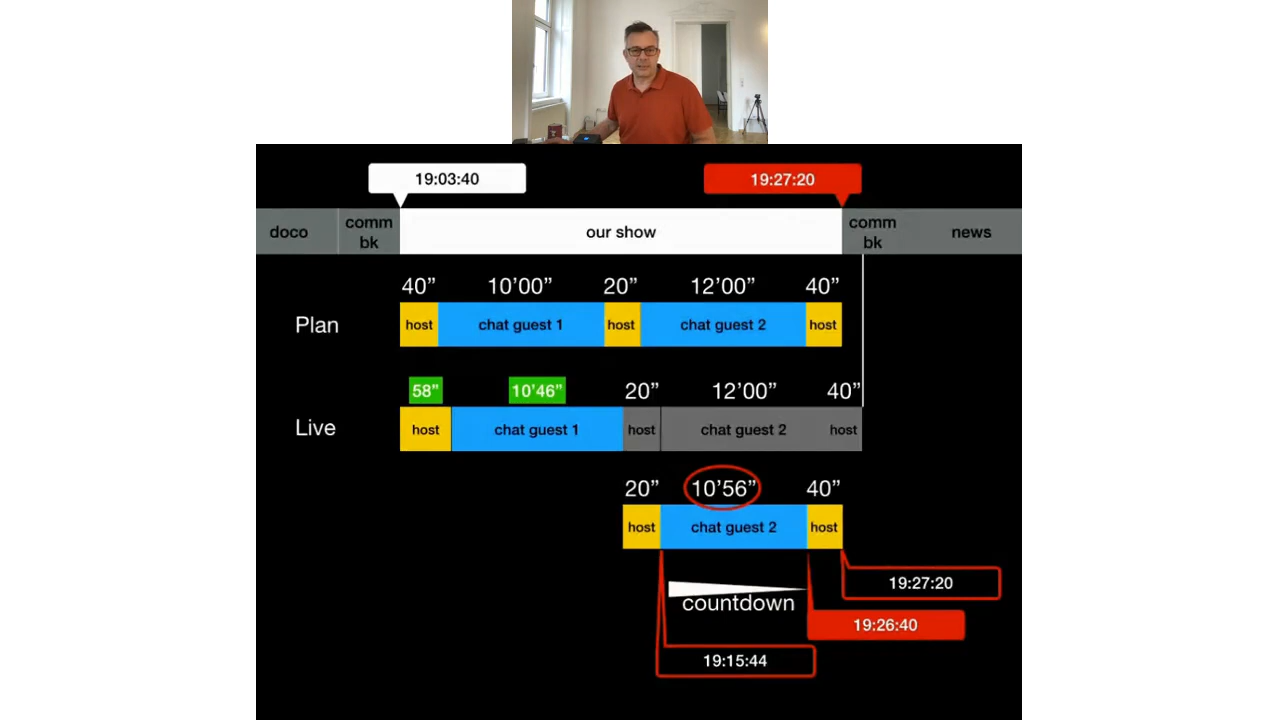 19:03:40
19:27:20
doco
comm
bk
our show
comm
bk
news
40”
10’00”
20”
12’00”
40”
Plan
host
chat guest 1
host
chat guest 2
host
58”
10’46”
20”
12’00”
40”
Live
host
chat guest 1
host
chat guest 2
host
20”
10’56”
40”
host
chat guest 2
host
19:27:20
countdown
19:26:40
19:15:44